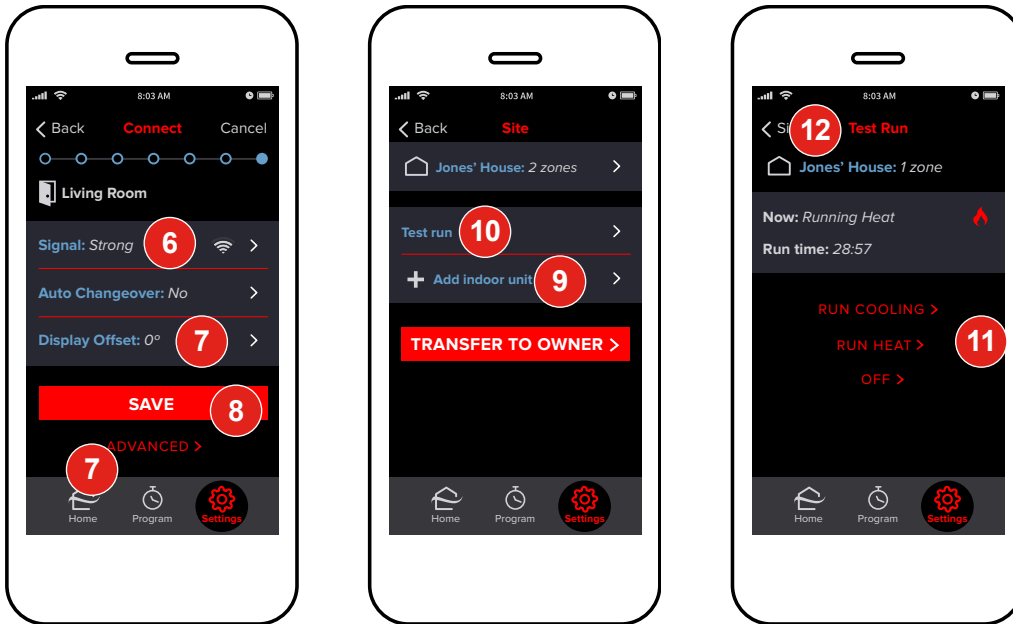 8:03 AM
Back Connect Cancel
Living Room
Signal: Strong 6
Auto Changeover: No
Display Offset: 0° 7
SAVE 8
ADVANCED >
7
Home Program Settings
8:03 AM
Back Site
Jones' House: 2 zones
Test run 10
+ Add indoor unit 9
TRANSFER TO OWNER >
Home Program Settings
8:03 AM
12 Test Run
Jones' House: 1 zone
Now: Running Heat
Run time: 28:57
RUN COOLING >
RUN HEAT > 11
OFF >
Home Program Settings